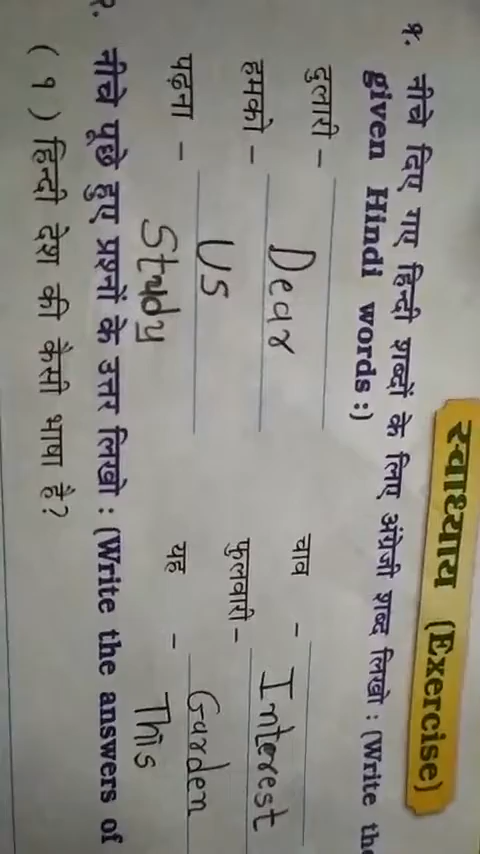 स्वाध्याय (Exercise)
१. नीचे दिए गए हिन्दी शब्दों के लिए अंग्रेजी शब्द लिखो : (Write the
given Hindi words :)
दुलारी - Dear चाव - Interest
हमको - US फुलवारी - Garden
पढ़ना - Study यह - This
२. नीचे पूछे हुए प्रश्नों के उत्तर लिखो : (Write the answers of
( १ ) हिन्दी देश की कैसी भाषा है?